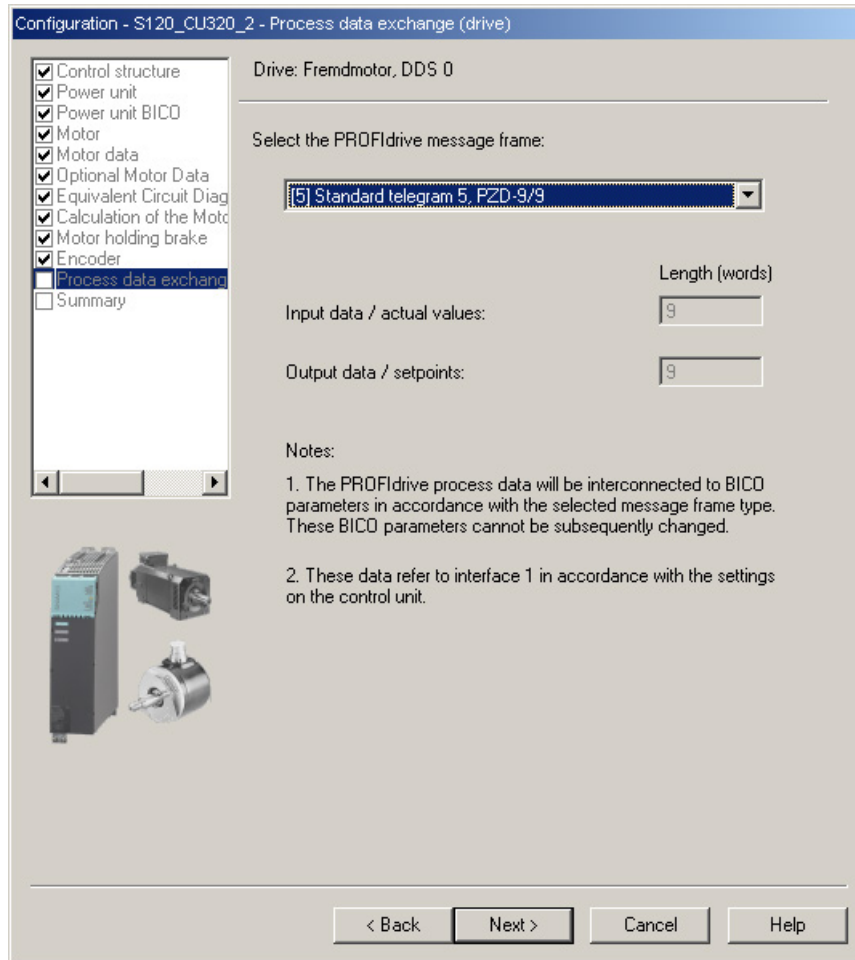 Configuration - S120_CU320_2 - Process data exchange (drive)
Control structure
Power unit
Power unit BICO
Motor
Motor data
Optional Motor Data
Equivalent Circuit Diag
Calculation of the Moto
Motor holding brake
Encoder
Process data exchang
Summary
Drive: Fremdmotor, DDS 0
Select the PROFIdrive message frame:
[5] Standard telegram 5, PZD-9/9
Length (words)
Input data / actual values:
9
Output data / setpoints:
9
Notes:
1. The PROFIdrive process data will be interconnected to BICO
parameters in accordance with the selected message frame type.
These BICO parameters cannot be subsequently changed.
2. These data refer to interface 1 in accordance with the settings
on the control unit.
< Back
Next >
Cancel
Help